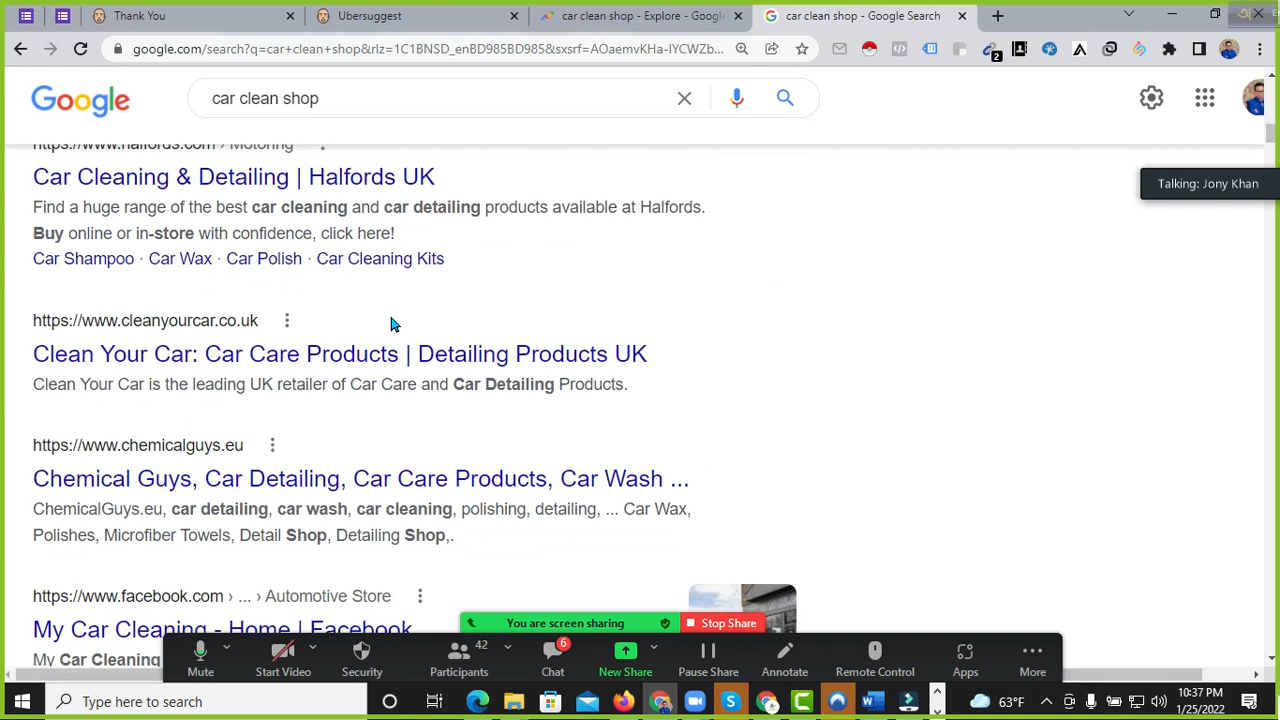 Thank You
Ubersuggest
car clean shop - Explore - Google
car clean shop - Google Search
google.com/search?q=car+clean+shop&rlz=1C1BNSD_enBD985BD985&sxsrf=AOaemvKHa-IYCWZb...
2
Google
car clean shop
https://www.halfords.com › Motoring
Talking: Jony Khan
Car Cleaning & Detailing | Halfords UK
Find a huge range of the best car cleaning and car detailing products available at Halfords.
Buy online or in-store with confidence, click here!
Car Shampoo · Car Wax · Car Polish · Car Cleaning Kits
https://www.cleanyourcar.co.uk
Clean Your Car: Car Care Products | Detailing Products UK
Clean Your Car is the leading UK retailer of Car Care and Car Detailing Products.
https://www.chemicalguys.eu
Chemical Guys, Car Detailing, Car Care Products, Car Wash ...
ChemicalGuys.eu, car detailing, car wash, car cleaning, polishing, detailing, ... Car Wax,
Polishes, Microfiber Towels, Detail Shop, Detailing Shop,.
https://www.facebook.com › ... › Automotive Store
My Car Cleaning - Home | Facebook
You are screen sharing
Stop Share
My Car Cleaning
42
6
Mute
Start Video
Security
Participants
Chat
New Share
Pause Share
Annotate
Remote Control
Apps
More
Type here to search
63°F
10:37 PM
1/25/2022